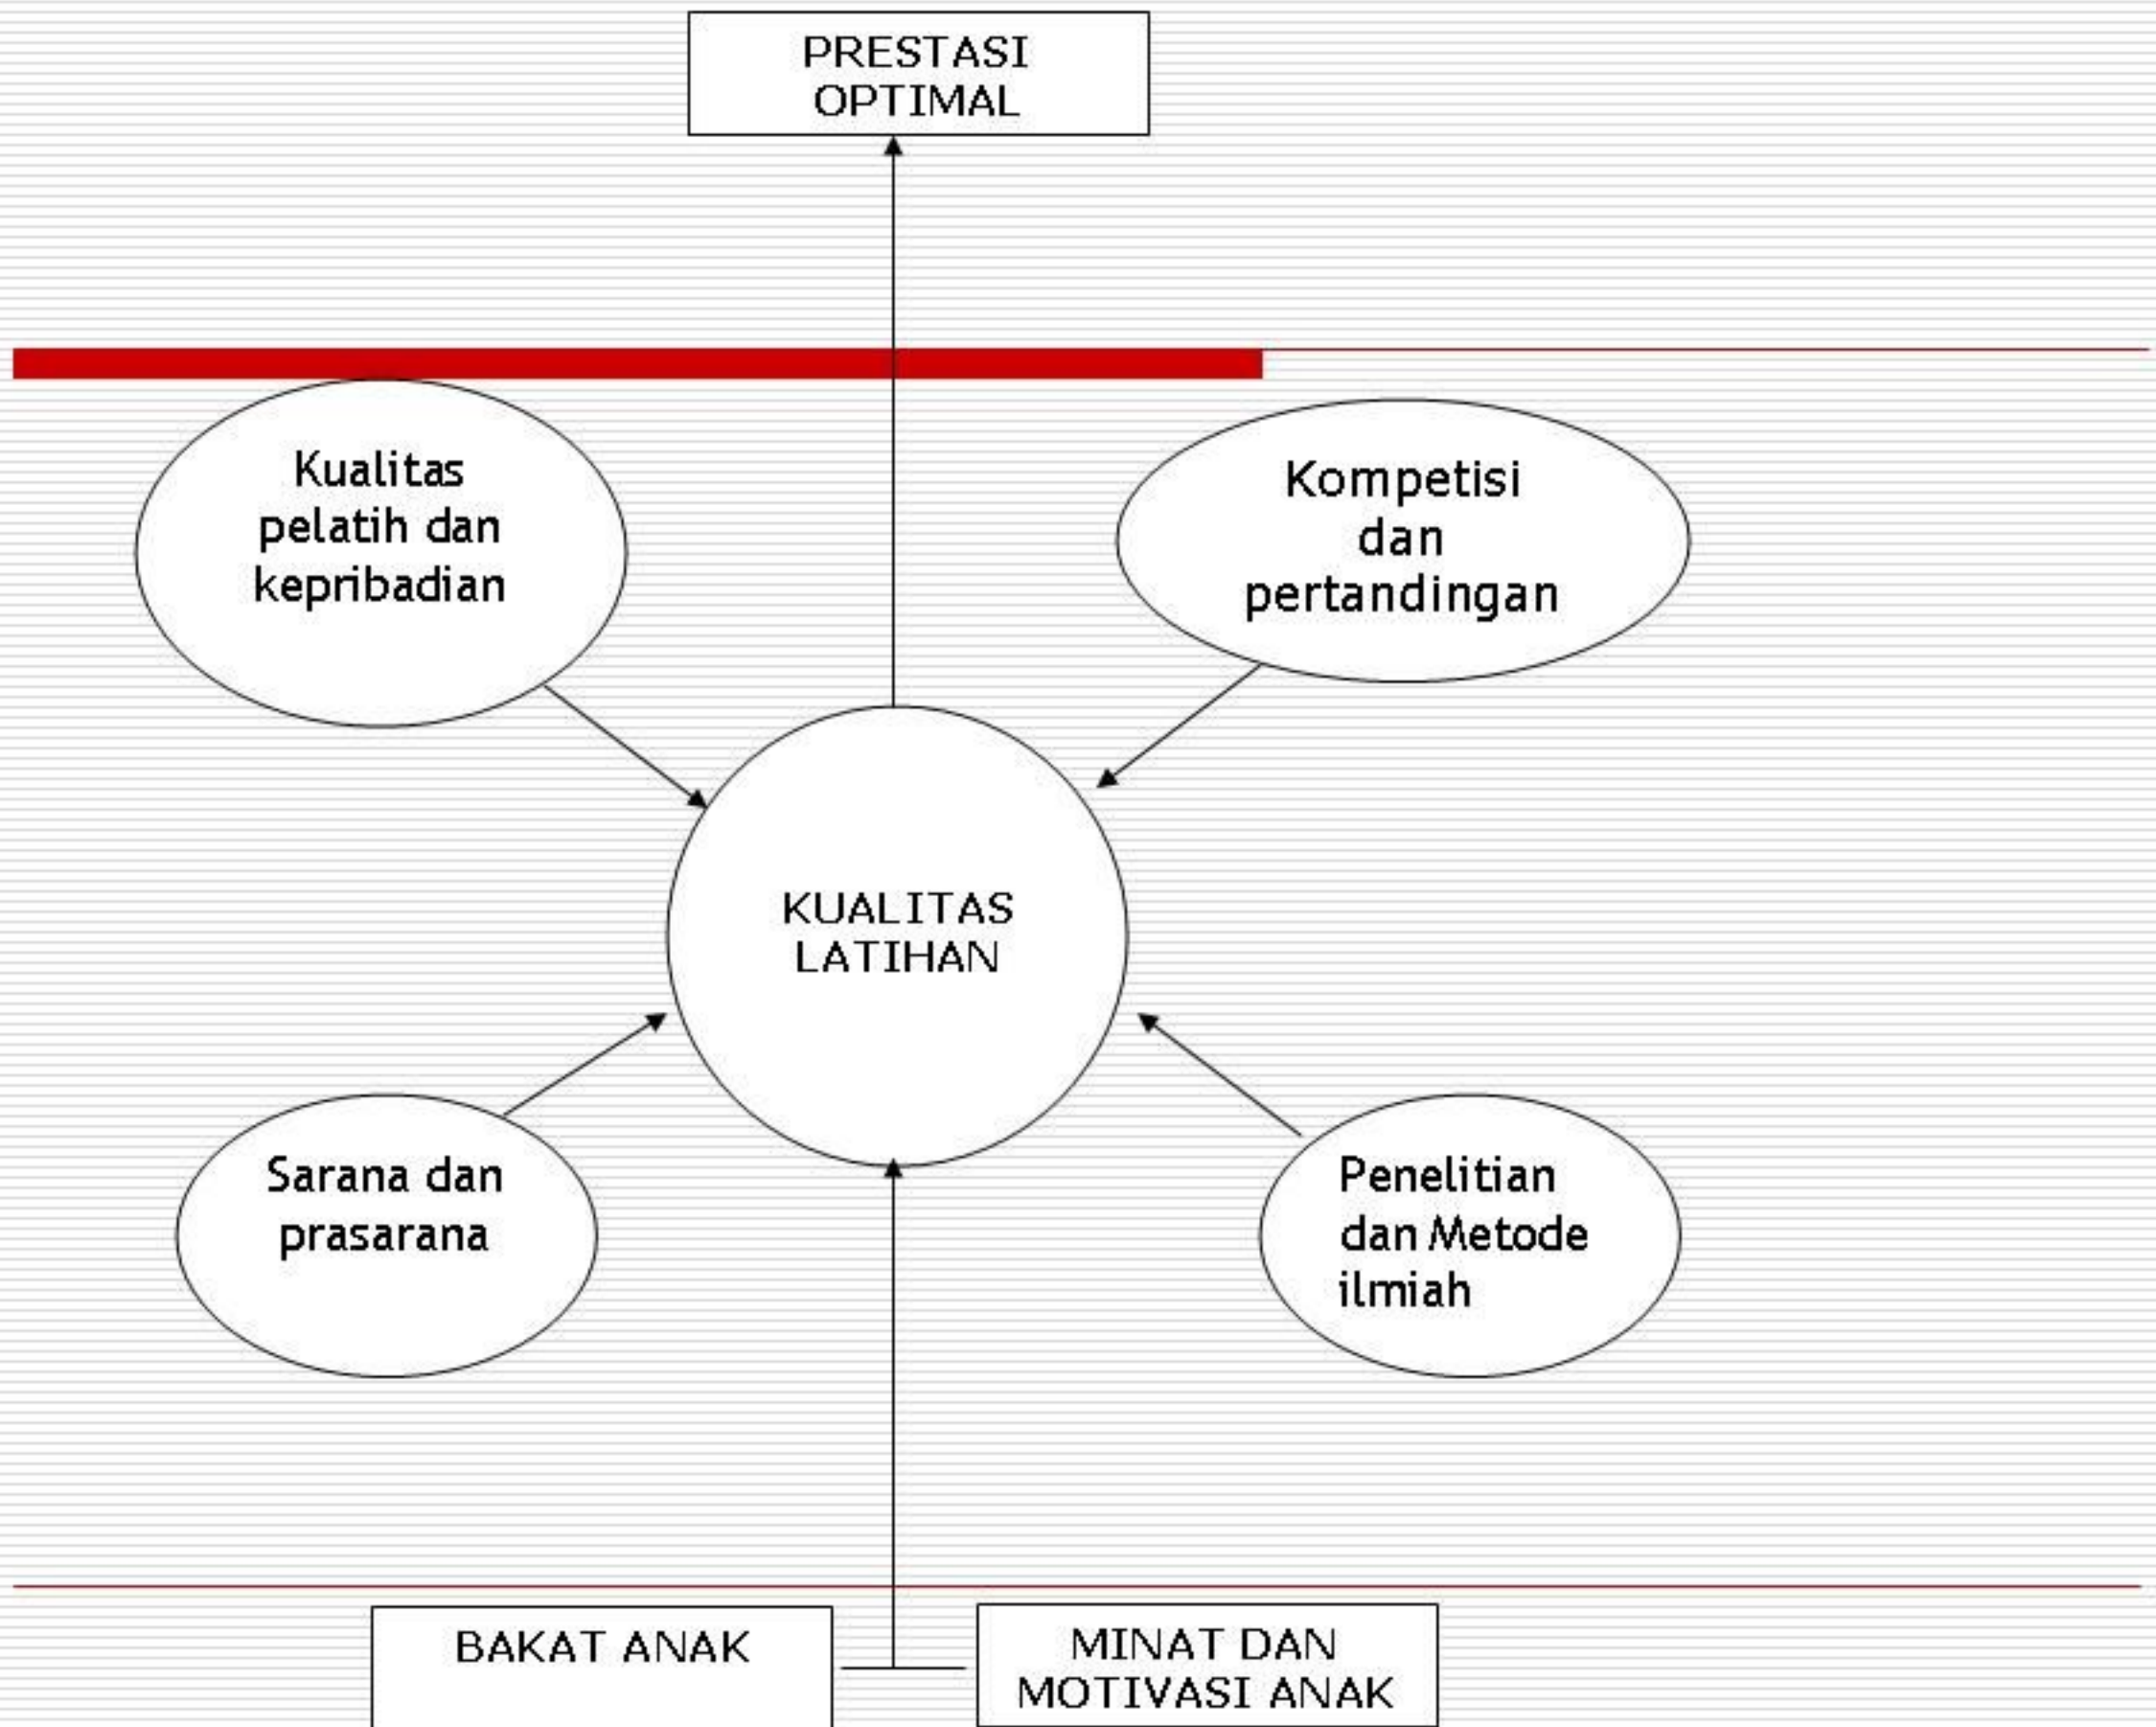 PRESTASI
OPTIMAL
Kualitas
pelatih dan
kepribadian
Kompetisi
dan
pertandingan
KUALITAS
LATIHAN
Sarana dan
prasarana
Penelitian
dan Metode
ilmiah
BAKAT ANAK
MINAT DAN
MOTIVASI ANAK